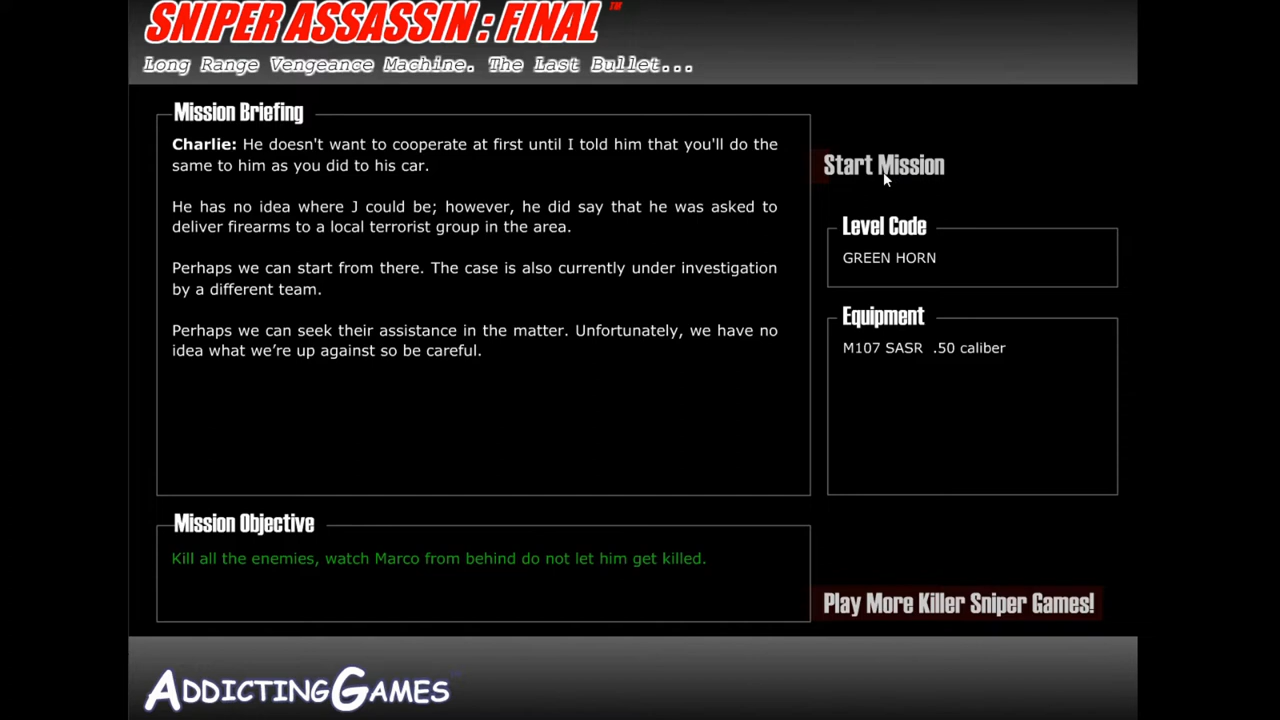 SNIPER ASSASSIN : FINAL™
Long Range Vengeance Machine. The Last Bullet...
Mission Briefing
Charlie: He doesn't want to cooperate at first until I told him that you'll do the
same to him as you did to his car.
He has no idea where J could be; however, he did say that he was asked to
deliver firearms to a local terrorist group in the area.
Perhaps we can start from there. The case is also currently under investigation
by a different team.
Perhaps we can seek their assistance in the matter. Unfortunately, we have no
idea what we’re up against so be careful.
Start Mission
Level Code
GREEN HORN
Equipment
M107 SASR .50 caliber
Mission Objective
Kill all the enemies, watch Marco from behind do not let him get killed.
Play More Killer Sniper Games!
ADDICTINGGAMES